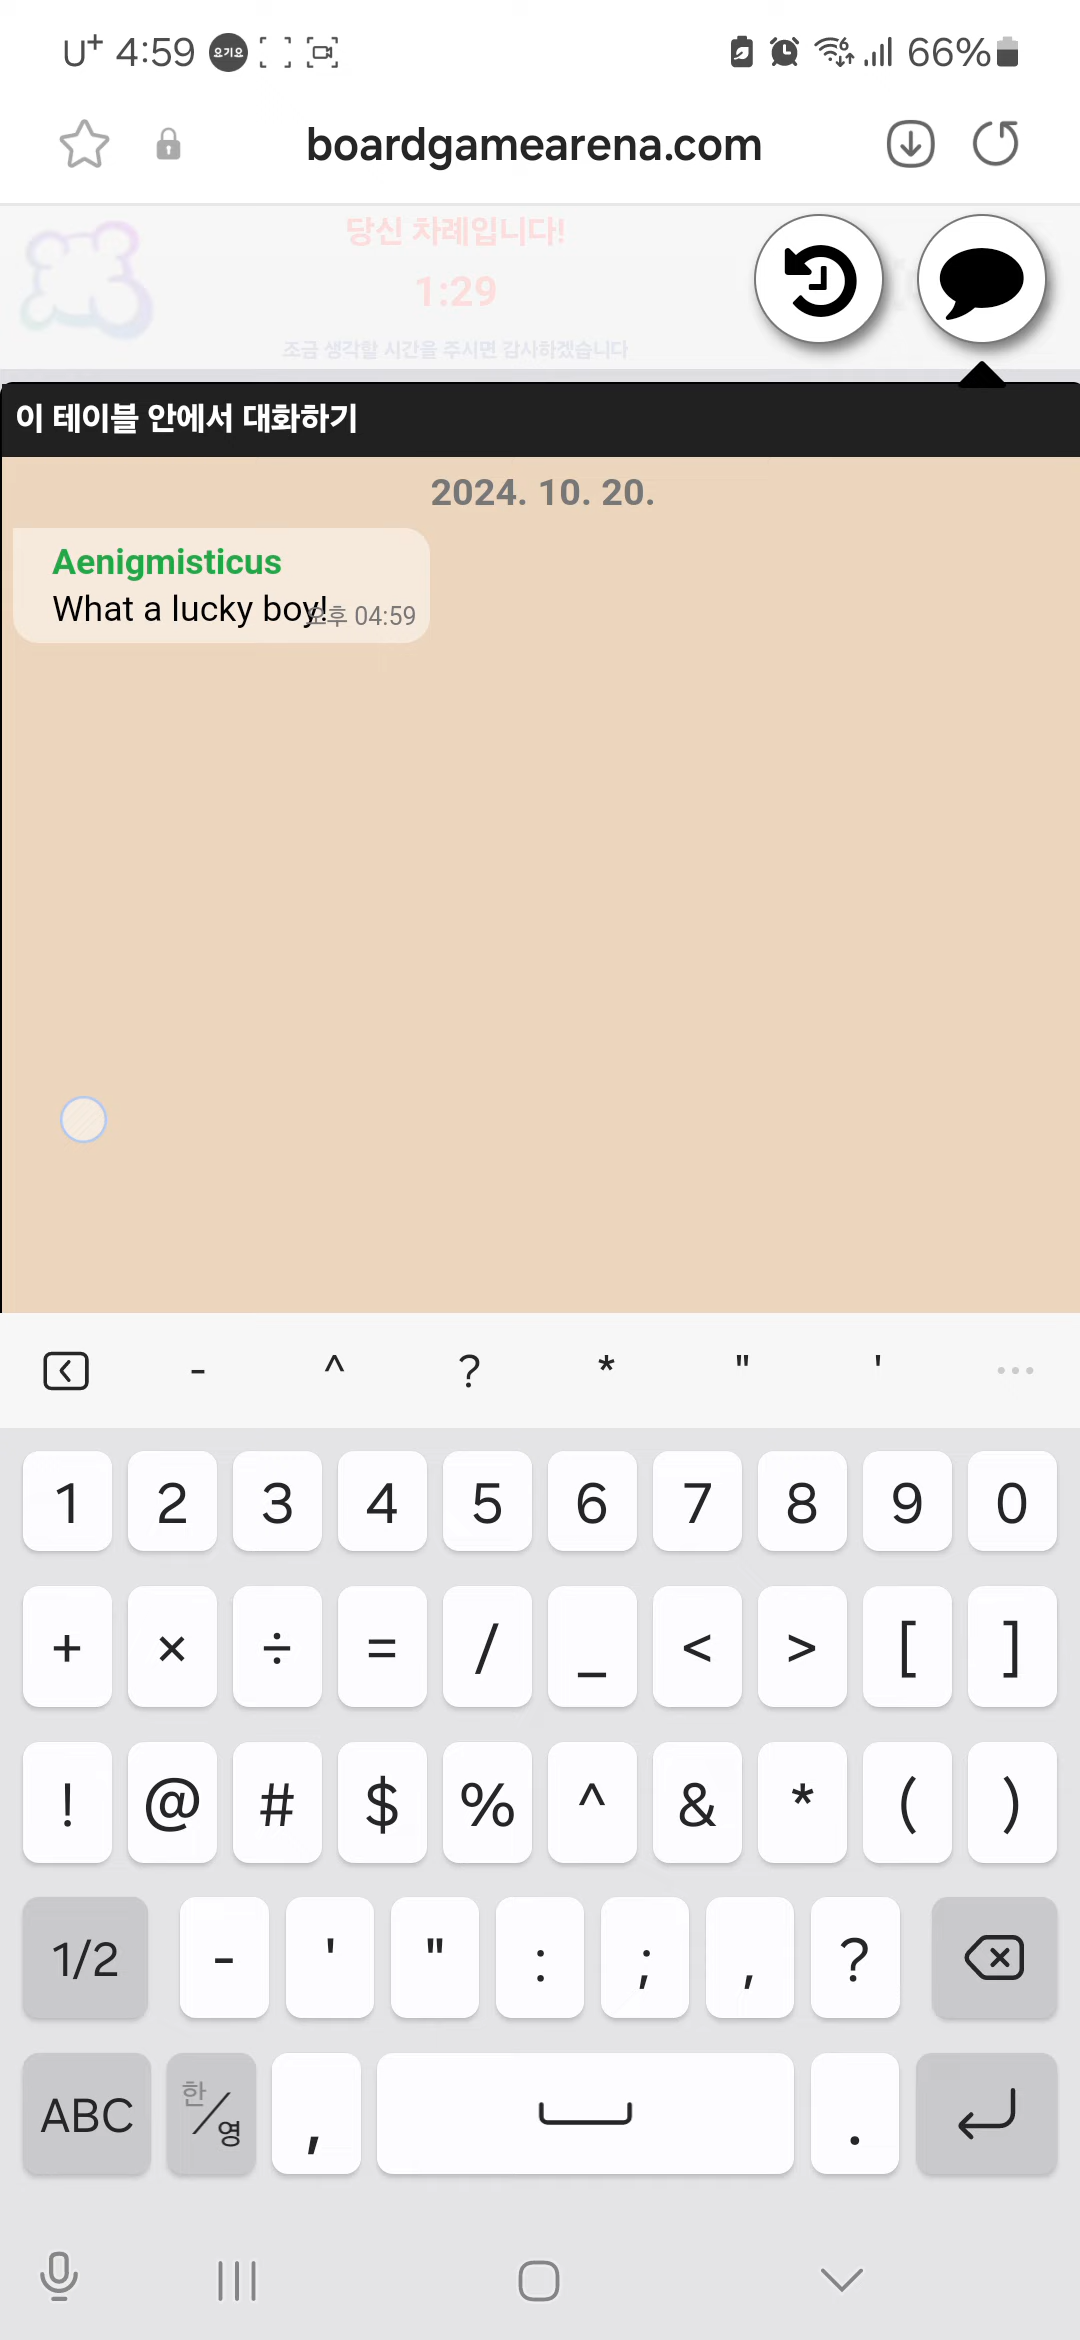 U+ 4:59 요기요 66%
boardgamearena.com
당신 차례입니다!
1:29
조금 생각할 시간을 주시면 감사하겠습니다
이 테이블 안에서 대화하기
2024. 10. 20.
Aenigmisticus
What a lucky boy!
오후 04:59
- ^ ? * " ' ...
1 2 3 4 5 6 7 8 9 0
+ × ÷ = / _ < > [ ]
! @ # $ % ^ & * ( )
1/2 - ' " : ; , ?
ABC 한/영 , .